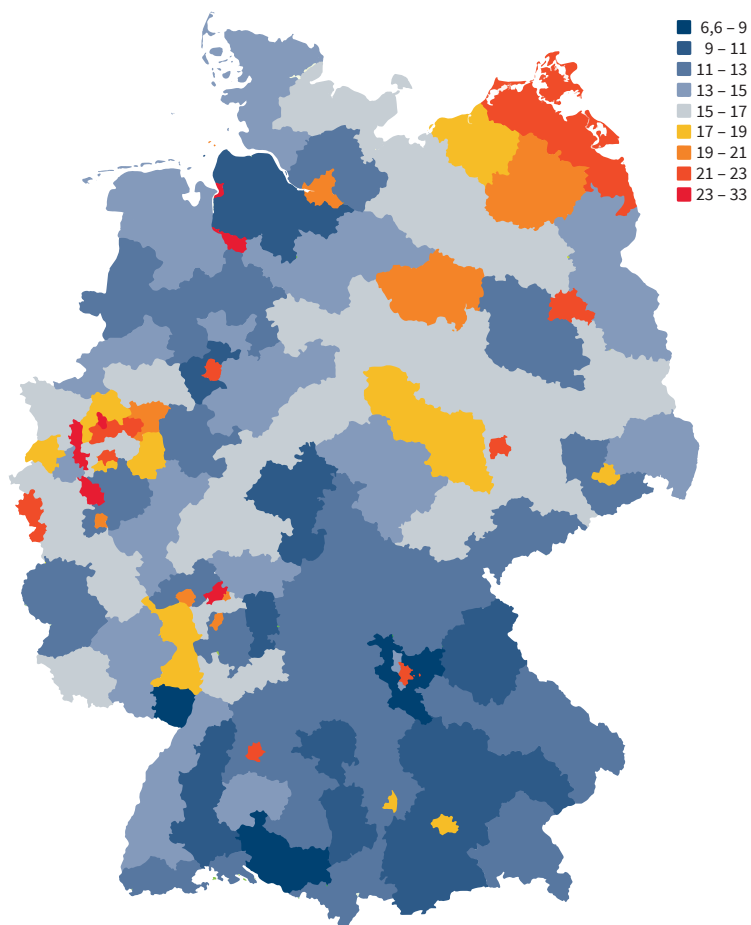 6,6 – 9
9 – 11
11 – 13
13 – 15
15 – 17
17 – 19
19 – 21
21 – 23
23 – 33